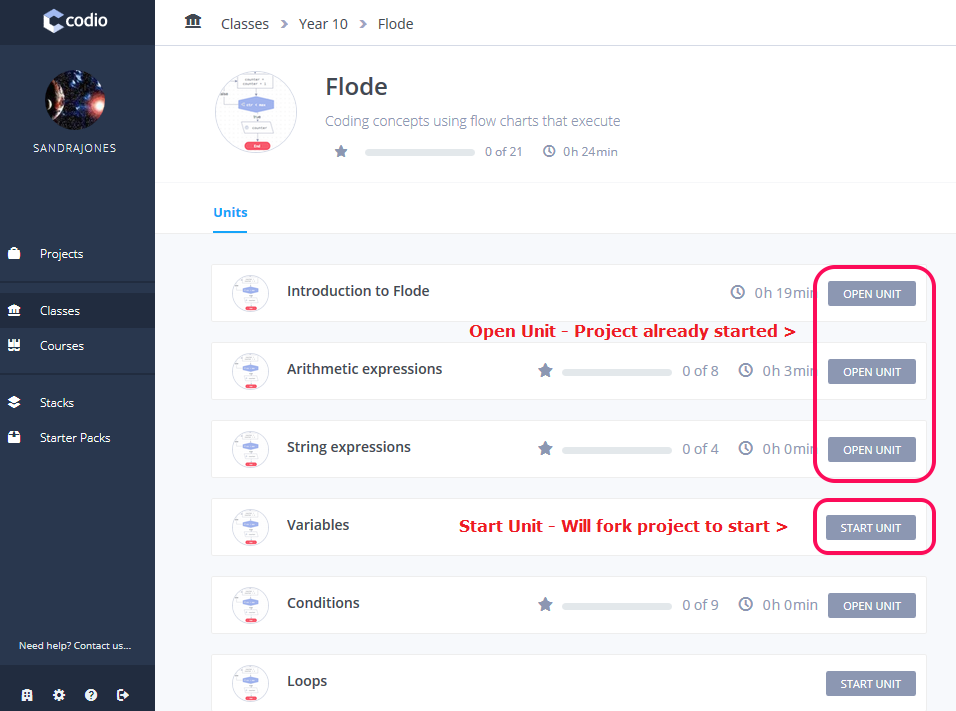 codio
Classes > Year 10 > Flode
SANDRAJONES
Flode
Coding concepts using flow charts that execute
0 of 21 0h 24min
Units
Projects
Classes
Courses
Stacks
Starter Packs
Need help? Contact us...
Introduction to Flode 0h 19min OPEN UNIT
Open Unit - Project already started >
Arithmetic expressions 0 of 8 0h 3min OPEN UNIT
String expressions 0 of 4 0h 0min OPEN UNIT
Variables Start Unit - Will fork project to start > START UNIT
Conditions 0 of 9 0h 0min OPEN UNIT
Loops START UNIT